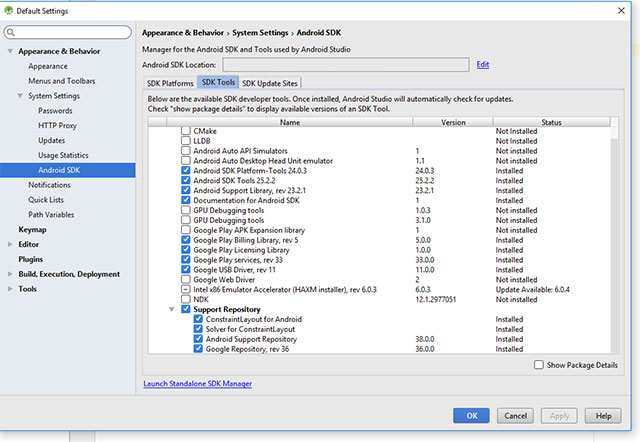 Default Settings
Appearance & Behavior › System Settings › Android SDK
Manager for the Android SDK and Tools used by Android Studio
Android SDK Location:
Edit
Appearance & Behavior
Appearance
Menus and Toolbars
System Settings
Passwords
HTTP Proxy
Updates
Usage Statistics
Android SDK
Notifications
Quick Lists
Path Variables
Keymap
Editor
Plugins
Build, Execution, Deployment
Tools
SDK Platforms SDK Tools SDK Update Sites
Below are the available SDK developer tools. Once installed, Android Studio will automatically check for updates.
Check "show package details" to display available versions of an SDK Tool.
Name Version Status
CMake Not Installed
LLDB Not Installed
Android Auto API Simulators 1 Not installed
Android Auto Desktop Head Unit emulator 1.1 Not installed
Android SDK Platform-Tools 24.0.3 24.0.3 Installed
Android SDK Tools 25.2.2 25.2.2 Installed
Android Support Library, rev 23.2.1 23.2.1 Installed
Documentation for Android SDK 1 Installed
GPU Debugging tools 1.0.3 Not installed
GPU Debugging tools 3.1.0 Not installed
Google Play APK Expansion library 1 Not installed
Google Play Billing Library, rev 5 5.0.0 Installed
Google Play Licensing Library 1.0.0 Installed
Google Play services, rev 33 33.0.0 Installed
Google USB Driver, rev 11 11.0.0 Installed
Google Web Driver 2 Not installed
Intel x86 Emulator Accelerator (HAXM installer), rev 6.0.3 6.0.3 Update Available: 6.0.4
NDK 12.1.2977051 Not installed
Support Repository
ConstraintLayout for Android Installed
Solver for ConstraintLayout Installed
Android Support Repository 38.0.0 Installed
Google Repository, rev 36 36.0.0 Installed
Show Package Details
Launch Standalone SDK Manager
OK Cancel Apply Help